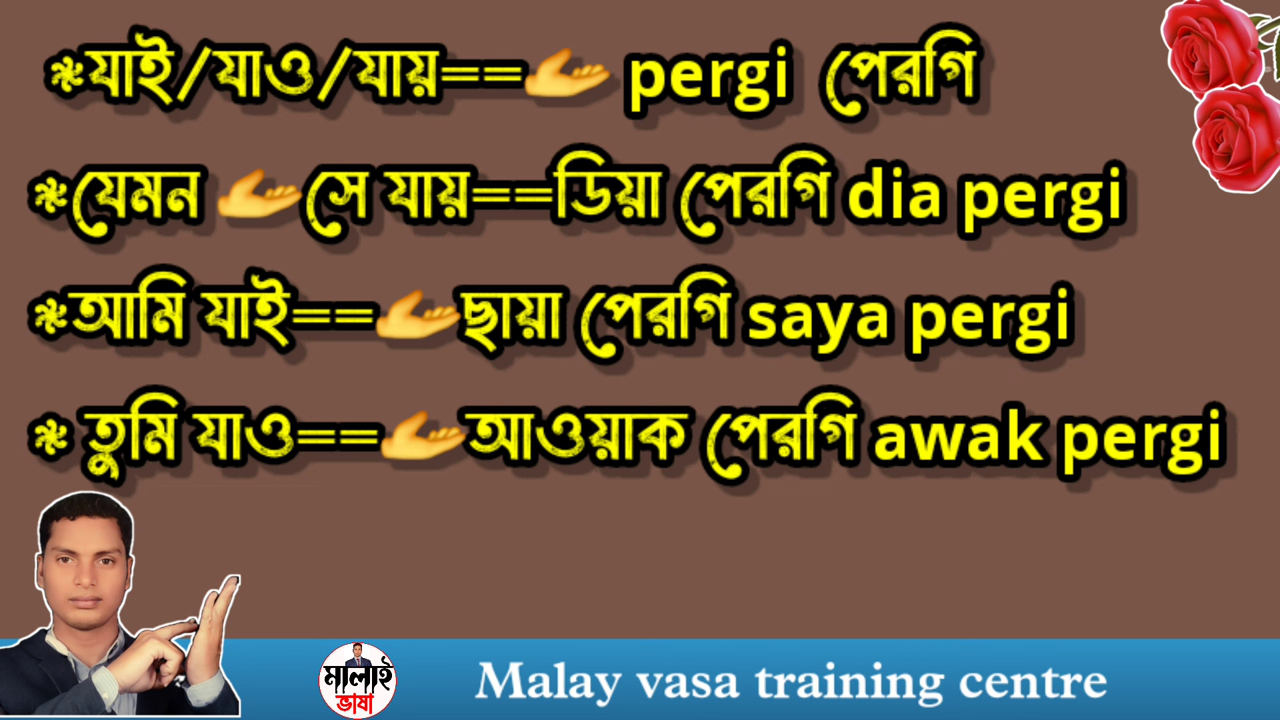 *যাই/যাও/যায়==🫴 pergi পেরগি
*যেমন 🫴সে যায়==ডিয়া পেরগি dia pergi
*আমি যাই==🫴ছায়া পেরগি saya pergi
* তুমি যাও==🫴আওয়াক পেরগি awak pergi
মালাই
ভাষা
Malay vasa training centre